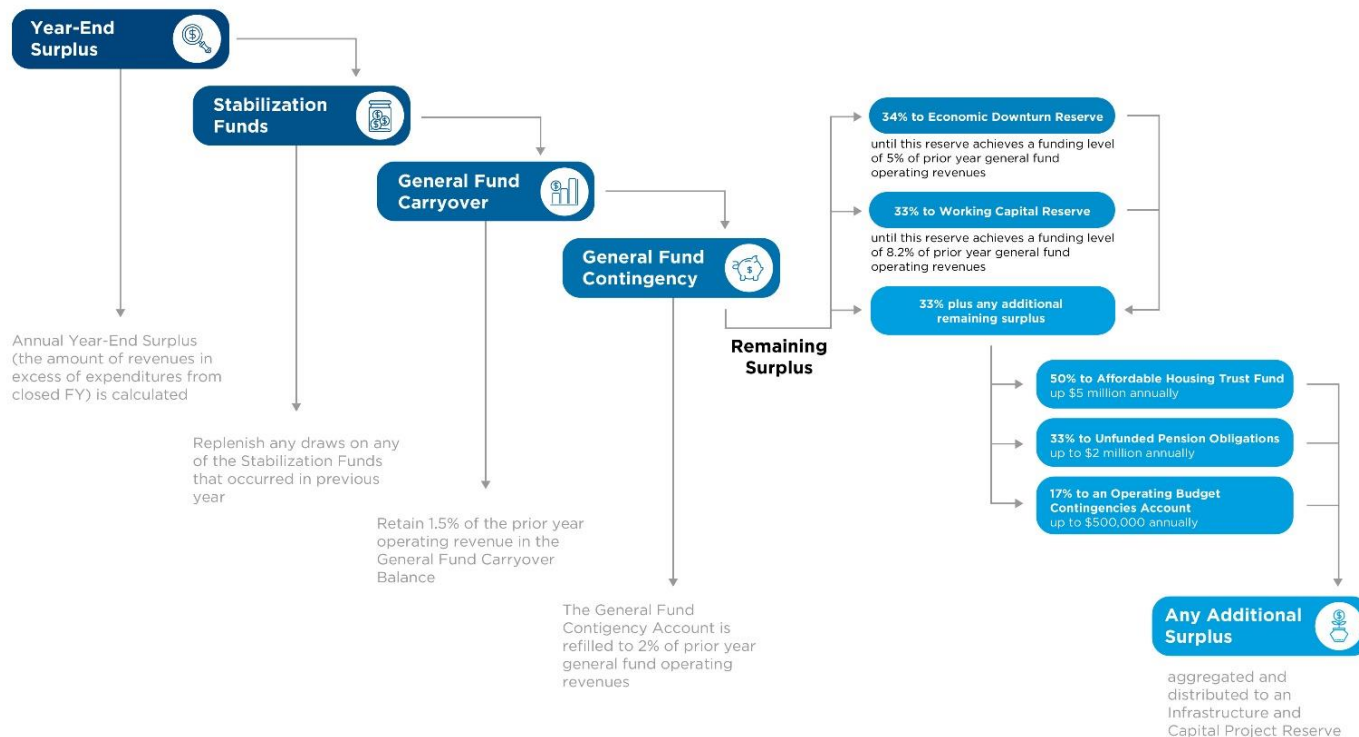 Year-End
Surplus
Stabilization
Funds
General Fund
Carryover
General Fund
Contingency
Annual Year-End Surplus
(the amount of revenues in
excess of expenditures from
closed FY) is calculated
Replenish any draws on any
of the Stabilization Funds
that occurred in previous
year
Retain 1.5% of the prior year
operating revenue in the
General Fund Carryover
Balance
The General Fund
Contigency Account is
refilled to 2% of prior year
general fund operating
revenues
Remaining
Surplus
34% to Economic Downturn Reserve
until this reserve achieves a funding level
of 5% of prior year general fund
operating revenues
33% to Working Capital Reserve
until this reserve achieves a funding level
of 8.2% of prior year general fund
operating revenues
33% plus any additional
remaining surplus
50% to Affordable Housing Trust Fund
up $5 million annually
33% to Unfunded Pension Obligations
up to $2 million annually
17% to an Operating Budget
Contingencies Account
up to $500,000 annually
Any Additional
Surplus
aggregated and
distributed to an
Infrastructure and
Capital Project Reserve